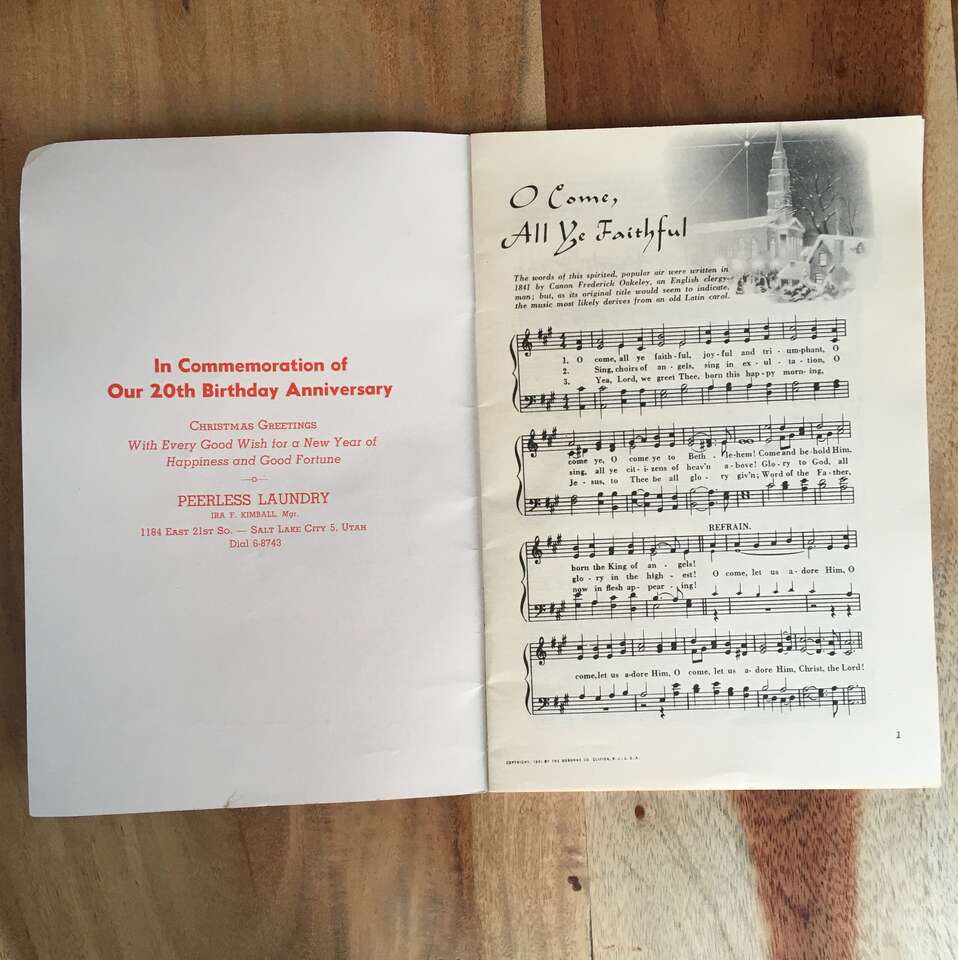 In Commemoration of
Our 20th Birthday Anniversary
CHRISTMAS GREETINGS
With Every Good Wish for a New Year of
Happiness and Good Fortune
PEERLESS LAUNDRY
IRA F. KIMBALL, Mgr.
1184 EAST 21ST SO. — SALT LAKE CITY 5, UTAH
Dial 6-8743
O Come,
All Ye Faithful
The words of this spirited, popular air were written in
1841 by Canon Frederick Oakeley, an English clergy-
man; but, as its original title would seem to indicate,
the music most likely derives from an old Latin carol.
1. O come, all ye faith-ful, joy-ful and tri-um-phant, O
2. Sing, choirs of an-gels, sing in ex-ul-ta-tion, O
3. Yea, Lord, we greet Thee, born this hap-py morn-ing,
come ye, O come ye to Beth-le-hem! Come and be-hold Him.
sing, all ye cit-i-zens of heav'n a-bove! Glo-ry to God, all
Je-sus, to Thee be all glo-ry giv'n; Word of the Fa-ther,
REFRAIN.
born the King of an-gels!
glo-ry in the high-est! O come, let us a-dore Him, O
now in flesh ap-pear-ing!
come, let us a-dore Him, O come, let us a-dore Him, Christ, the Lord!
1
COPYRIGHT, BY THE OSBORNE CO. CLIFTON, N. J., U. S. A.